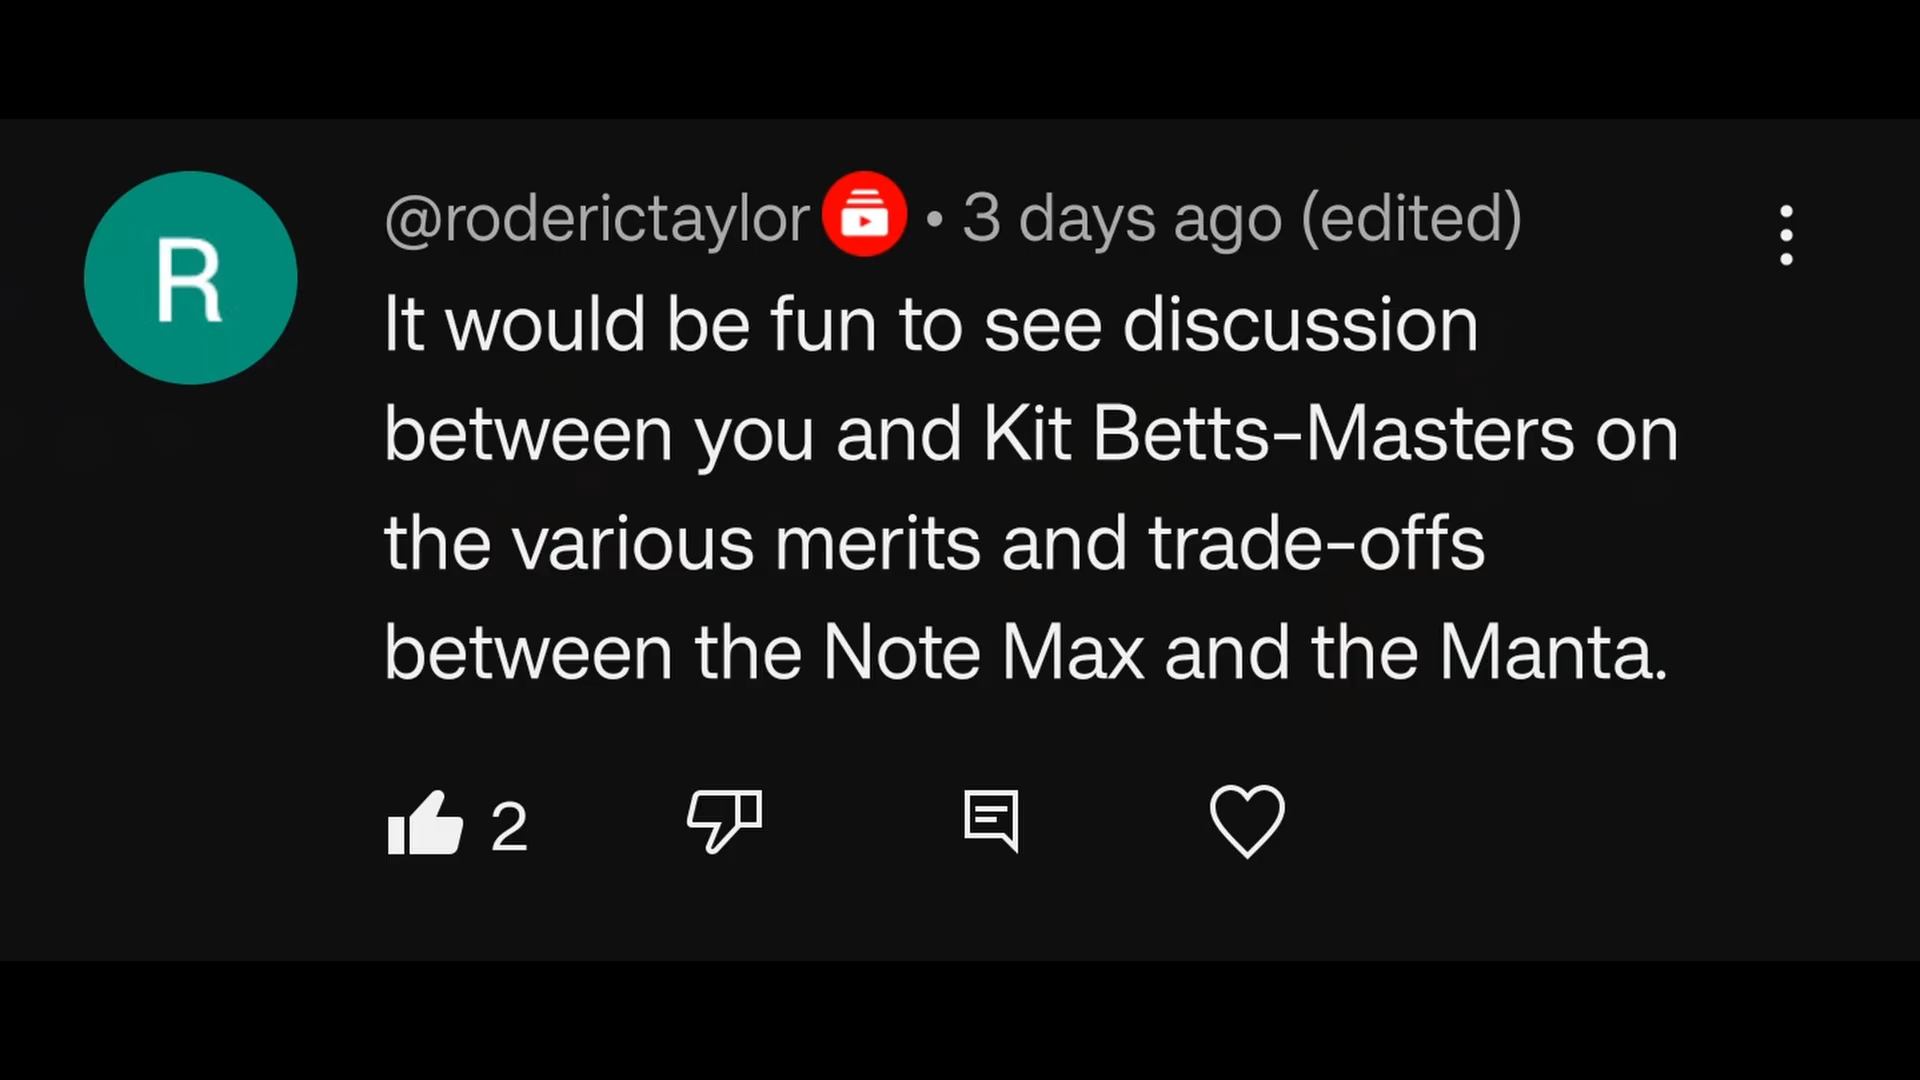 R
@roderictaylor • 3 days ago (edited)
It would be fun to see discussion
between you and Kit Betts-Masters on
the various merits and trade-offs
between the Note Max and the Manta.
2